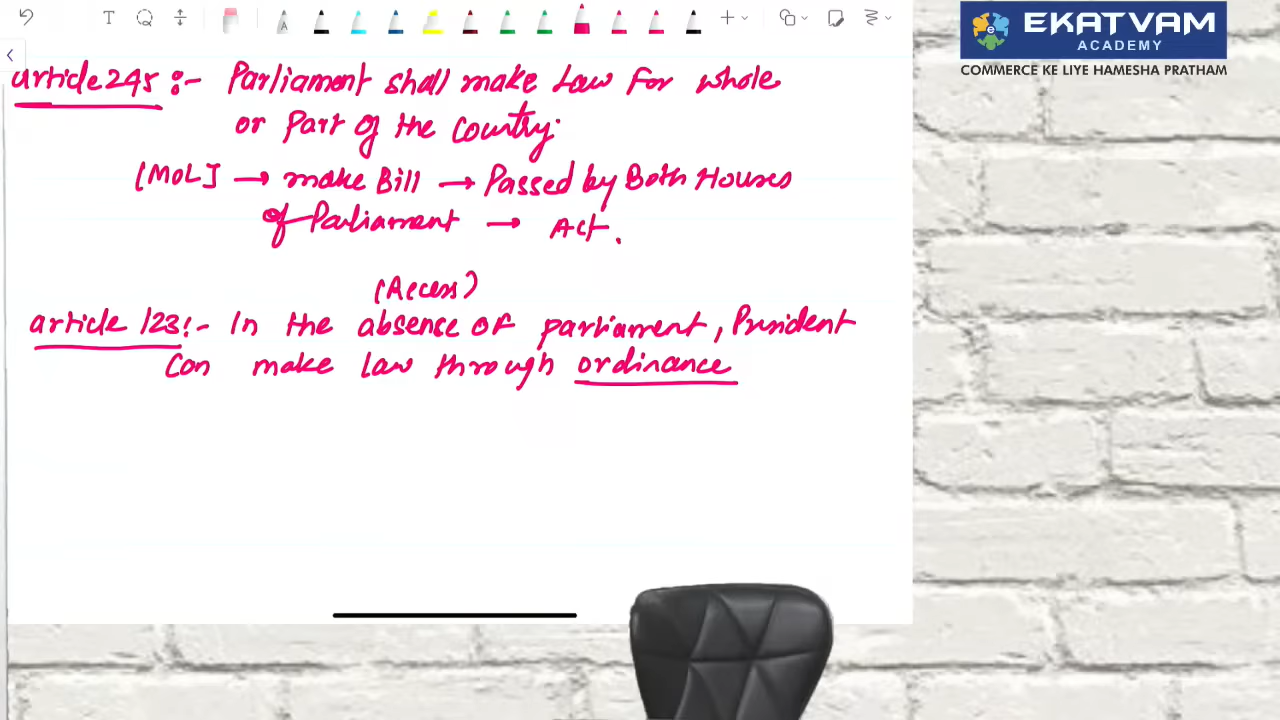 EKATVAM
ACADEMY
COMMERCE KE LIYE HAMESHA PRATHAM
article 245 :- Parliament shall make Law For whole
or Part of the Country.
[MOL] → make Bill → Passed by Both Houses
of Parliament → Act.
(Access)
article 123:- In the absence of parliament, President
Can make law through ordinance